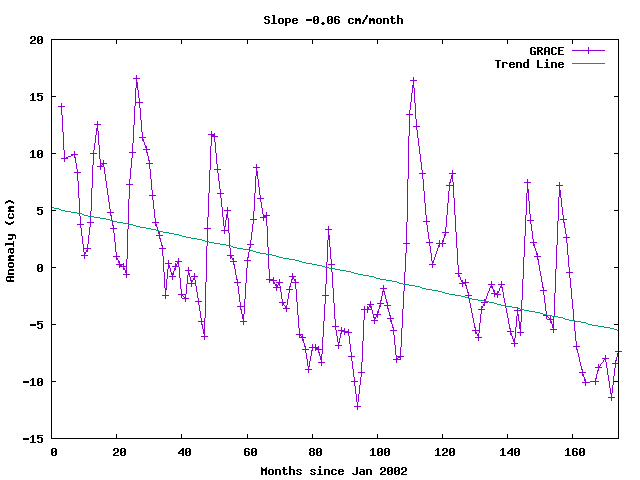 Slope -0.06 cm/month
GRACE
Trend Line
20
15
10
5
0
-5
-10
-15
Anomaly (cm)
0 20 40 60 80 100 120 140 160
Months since Jan 2002